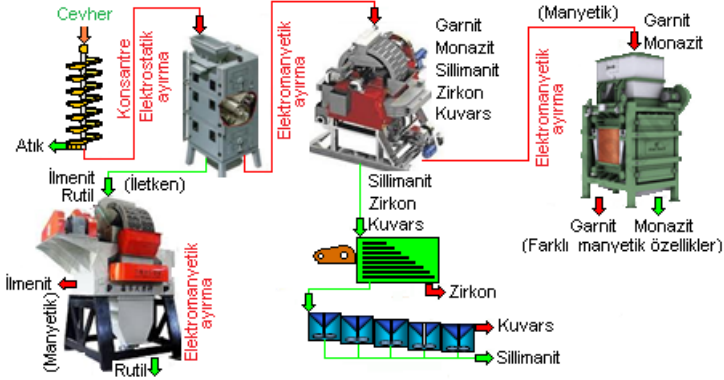 Cevher
Atık
Konsantre
Elektrostatik
ayırma
Elektromanyetik
ayırma
Garnit
Monazit
Sillimanit
Zirkon
Kuvars
(Manyetik)
Elektromanyetik
ayırma
Garnit
Monazit
Garnit
Monazit
(Farklı manyetik özellikler)
İlmenit
Rutil
(İletken)
İlmenit
(Manyetik)
Elektromanyetik
ayırma
Rutil
Sillimanit
Zirkon
Kuvars
Zirkon
Kuvars
Sillimanit